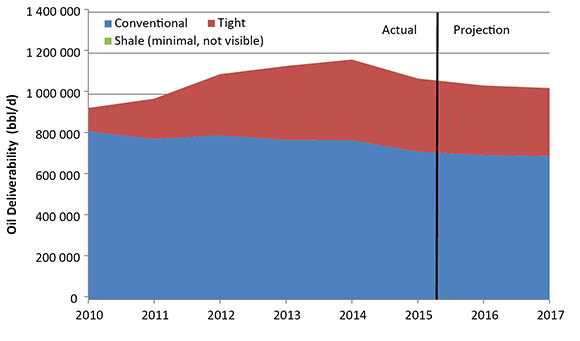 1 400 000
1 200 000
1 000 000
800 000
600 000
400 000
200 000
0
Oil Deliverability (bbl/d)
Conventional
Tight
Shale (minimal, not visible)
Actual
Projection
2010 2011 2012 2013 2014 2015 2016 2017